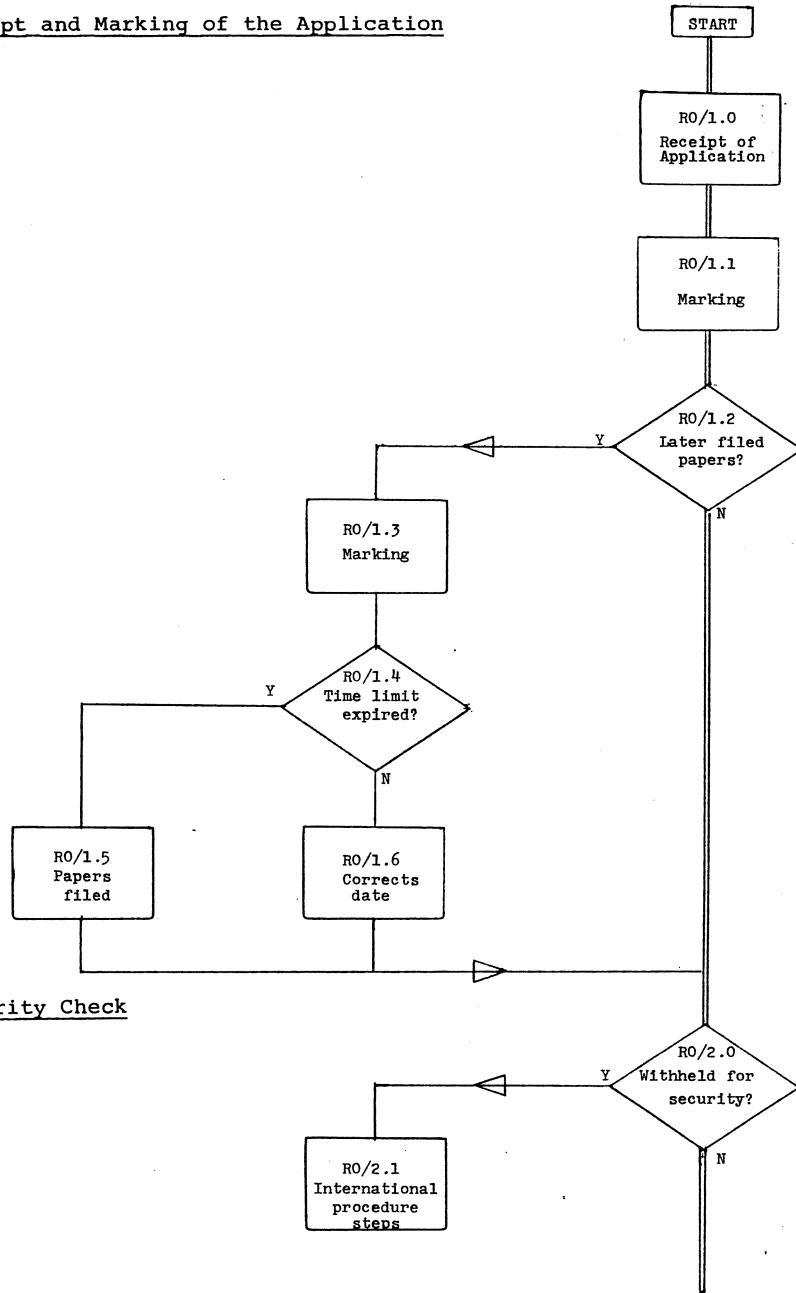 pt and Marking of the Application
START
RO/1.0
Receipt of
Application
RO/1.1
Marking
RO/1.2
Later filed
papers?
Y
N
RO/1.3
Marking
RO/1.4
Time limit
expired?
Y
N
RO/1.5
Papers
filed
RO/1.6
Corrects
date
rity Check
RO/2.0
Withheld for
security?
Y
N
RO/2.1
International
procedure
steps